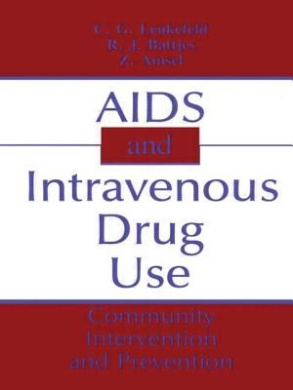 C. G. Leukefeld
R. J. Battjes
Z. Amsel
AIDS
and
Intravenous
Drug
Use
Community
Intervention
and Prevention